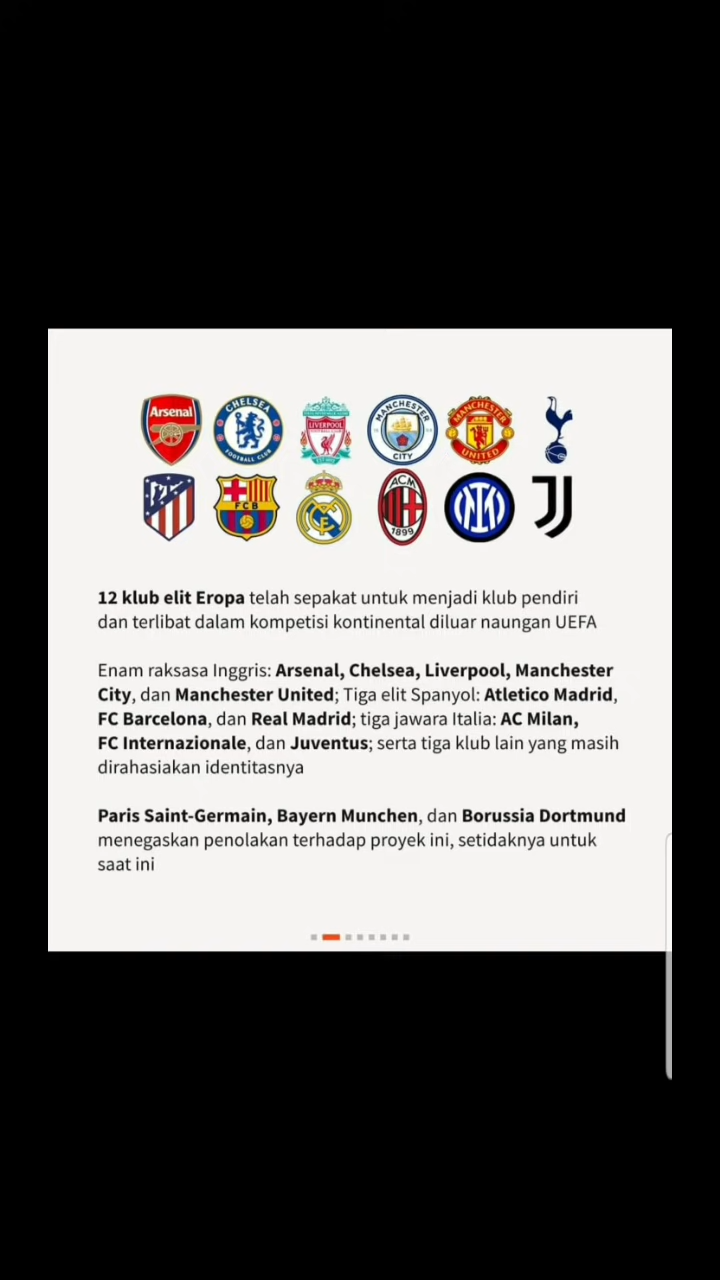 Arsenal
CHELSEA
FOOTBALL CLUB
LIVERPOOL
MANCHESTER
CITY
MANCHESTER
UNITED
FCB
ACM
1899
12 klub elit Eropa telah sepakat untuk menjadi klub pendiri
dan terlibat dalam kompetisi kontinental diluar naungan UEFA
Enam raksasa Inggris: Arsenal, Chelsea, Liverpool, Manchester
City, dan Manchester United; Tiga elit Spanyol: Atletico Madrid,
FC Barcelona, dan Real Madrid; tiga jawara Italia: AC Milan,
FC Internazionale, dan Juventus; serta tiga klub lain yang masih
dirahasiakan identitasnya
Paris Saint-Germain, Bayern Munchen, dan Borussia Dortmund
menegaskan penolakan terhadap proyek ini, setidaknya untuk
saat ini